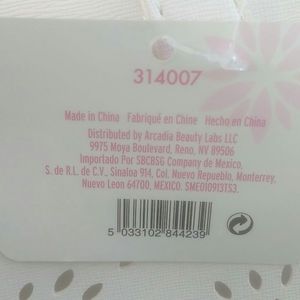 314007
Made in China Fabriqué en Chine Hecho en China
Distributed by Arcadia Beauty Labs LLC
9975 Moya Boulevard, Reno, NV 89506
Importado Por SBCBSG Company de Mexico,
S. de R.L. de C.V., Sinaloa 914, Col. Nuevo Repueblo, Monterrey,
Nuevo Leon 64700, MEXICO. SME010913TS3.
5 033102 844239